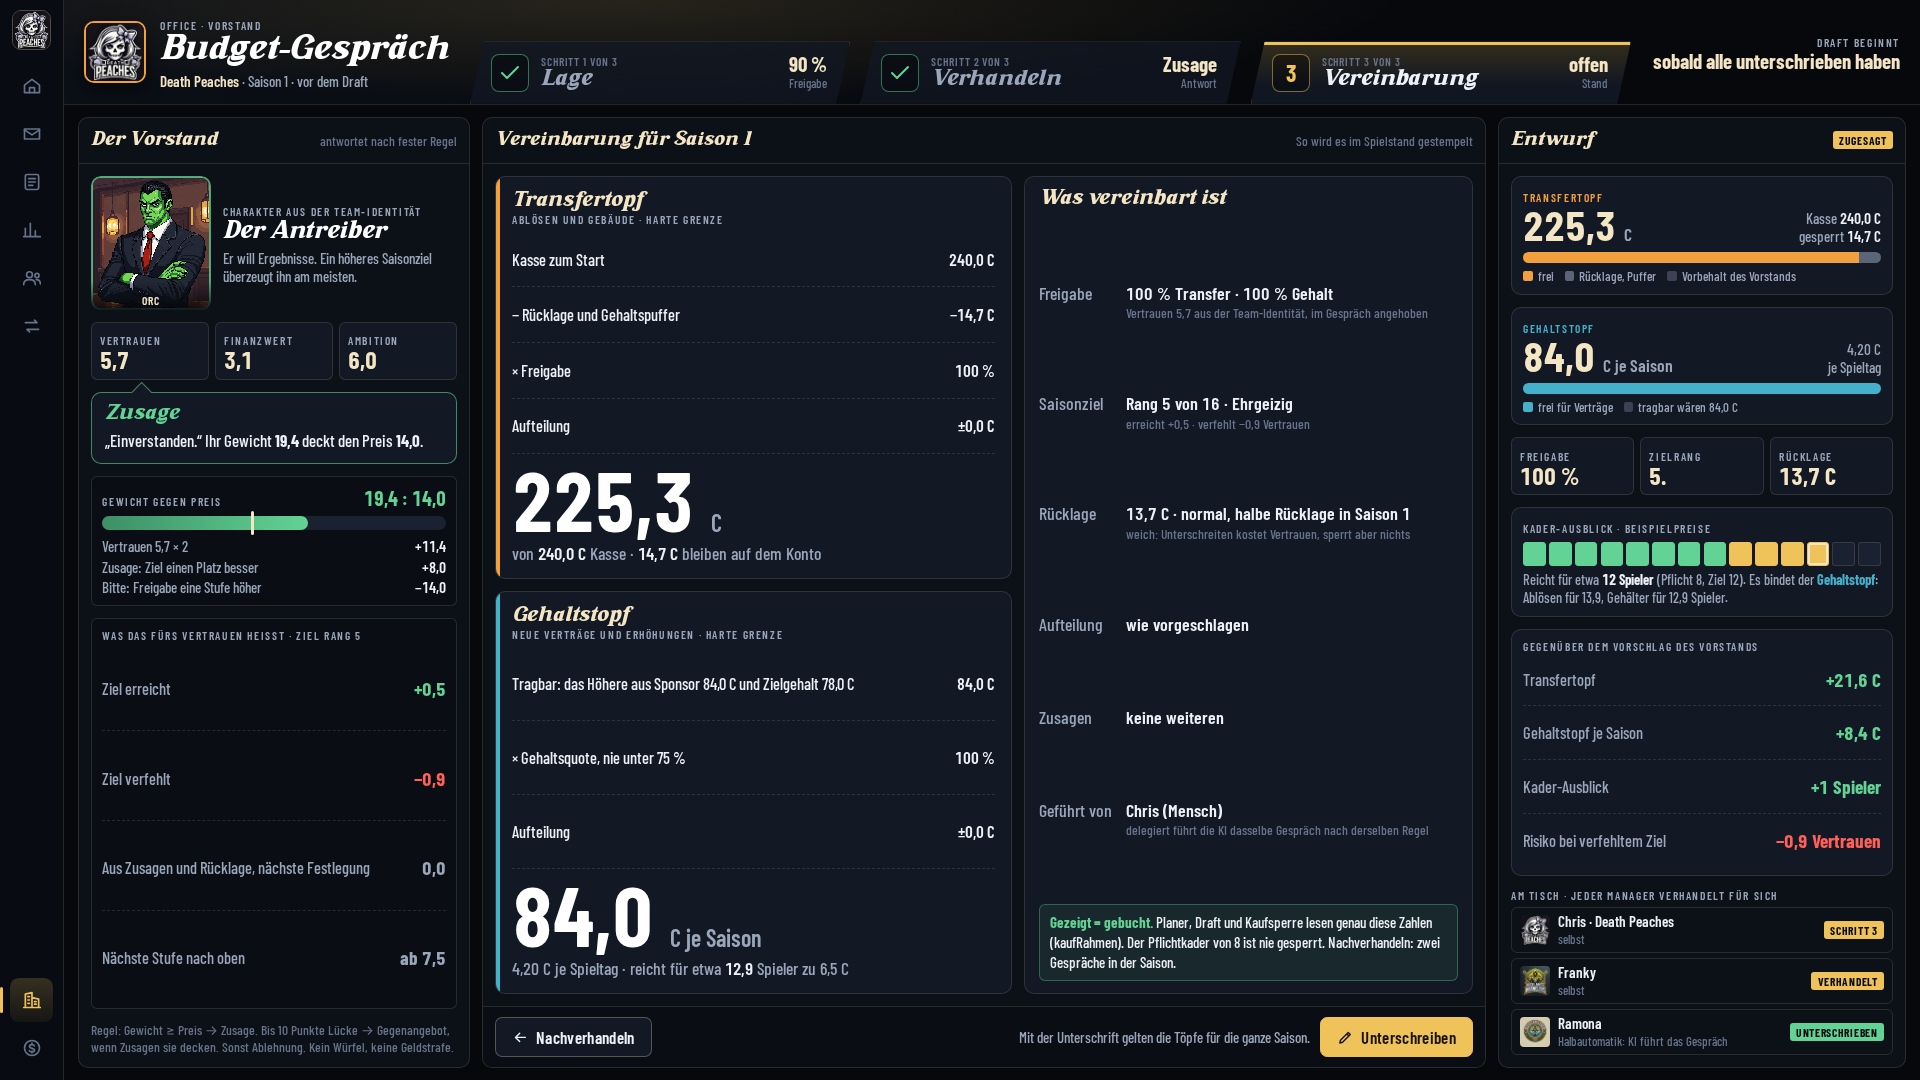 OFFICE · VORSTAND
Budget-Gespräch
Death Peaches · Saison 1 · vor dem Draft
SCHRITT 1 VON 3
Lage
90 %
Freigabe
SCHRITT 2 VON 3
Verhandeln
Zusage
Antwort
3
SCHRITT 3 VON 3
Vereinbarung
offen
Stand
DRAFT BEGINNT
sobald alle unterschrieben haben
Der Vorstand
antwortet nach fester Regel
ORC
CHARAKTER AUS DER TEAM-IDENTITÄT
Der Antreiber
Er will Ergebnisse. Ein höheres Saisonziel
überzeugt ihn am meisten.
VERTRAUEN
5,7
FINANZWERT
3,1
AMBITION
6,0
Zusage
„Einverstanden.“ Ihr Gewicht 19,4 deckt den Preis 14,0.
GEWICHT GEGEN PREIS
19,4 : 14,0
Vertrauen 5,7 × 2 +11,4
Zusage: Ziel einen Platz besser +8,0
Bitte: Freigabe eine Stufe höher −14,0
WAS DAS FÜRS VERTRAUEN HEISST · ZIEL RANG 5
Ziel erreicht +0,5
Ziel verfehlt −0,9
Aus Zusagen und Rücklage, nächste Festlegung 0,0
Nächste Stufe nach oben ab 7,5
Regel: Gewicht ≥ Preis → Zusage. Bis 10 Punkte Lücke → Gegenangebot,
wenn Zusagen sie decken. Sonst Ablehnung. Kein Würfel, keine Geldstrafe.
Vereinbarung für Saison 1
So wird es im Spielstand gestempelt
Transfertopf
ABLÖSEN UND GEBÄUDE · HARTE GRENZE
Kasse zum Start 240,0 C
− Rücklage und Gehaltspuffer −14,7 C
× Freigabe 100 %
Aufteilung ±0,0 C
225,3 C
von 240,0 C Kasse · 14,7 C bleiben auf dem Konto
Gehaltstopf
NEUE VERTRÄGE UND ERHÖHUNGEN · HARTE GRENZE
Tragbar: das Höhere aus Sponsor 84,0 C und Zielgehalt 78,0 C 84,0 C
× Gehaltsquote, nie unter 75 % 100 %
Aufteilung ±0,0 C
84,0 C je Saison
4,20 C je Spieltag · reicht für etwa 12,9 Spieler zu 6,5 C
Was vereinbart ist
Freigabe 100 % Transfer · 100 % Gehalt
Vertrauen 5,7 aus der Team-Identität, im Gespräch angehoben
Saisonziel Rang 5 von 16 · Ehrgeizig
erreicht +0,5 · verfehlt −0,9 Vertrauen
Rücklage 13,7 C · normal, halbe Rücklage in Saison 1
weich: Unterschreiten kostet Vertrauen, sperrt aber nichts
Aufteilung wie vorgeschlagen
Zusagen keine weiteren
Geführt von Chris (Mensch)
delegiert führt die KI dasselbe Gespräch nach derselben Regel
Gezeigt = gebucht. Planer, Draft und Kaufsperre lesen genau diese Zahlen
(kaufRahmen). Der Pflichtkader von 8 ist nie gesperrt. Nachverhandeln: zwei
Gespräche in der Saison.
← Nachverhandeln
Mit der Unterschrift gelten die Töpfe für die ganze Saison.
Unterschreiben
Entwurf
ZUGESAGT
TRANSFERTOPF
225,3 C
Kasse 240,0 C
gesperrt 14,7 C
frei Rücklage, Puffer Vorbehalt des Vorstands
GEHALTSTOPF
84,0 C je Saison
4,20 C
je Spieltag
frei für Verträge tragbar wären 84,0 C
FREIGABE
100 %
ZIELRANG
5.
RÜCKLAGE
13,7 C
KADER-AUSBLICK · BEISPIELPREISE
Reicht für etwa 12 Spieler (Pflicht 8, Ziel 12). Es bindet der Gehaltstopf:
Ablösen für 13,9, Gehälter für 12,9 Spieler.
GEGENÜBER DEM VORSCHLAG DES VORSTANDS
Transfertopf +21,6 C
Gehaltstopf je Saison +8,4 C
Kader-Ausblick +1 Spieler
Risiko bei verfehltem Ziel −0,9 Vertrauen
AM TISCH · JEDER MANAGER VERHANDELT FÜR SICH
Chris · Death Peaches
selbst
SCHRITT 3
Franky
selbst
VERHANDELT
Ramona
Halbautomatik: KI führt das Gespräch
UNTERSCHRIEBEN